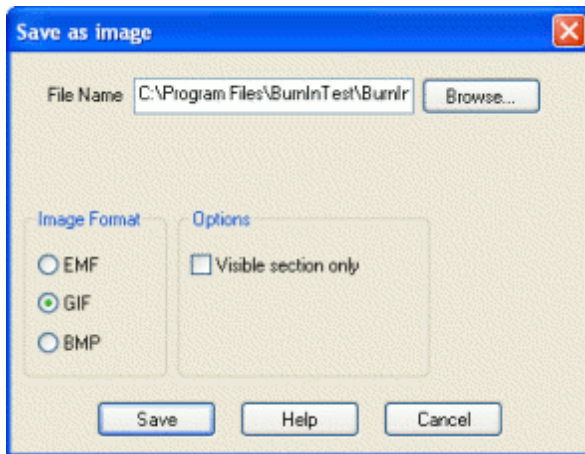 Save as image
File Name C:\Program Files\BurnInTest\BurnIr Browse...
Image Format Options
EMF Visible section only
GIF
BMP
Save Help Cancel